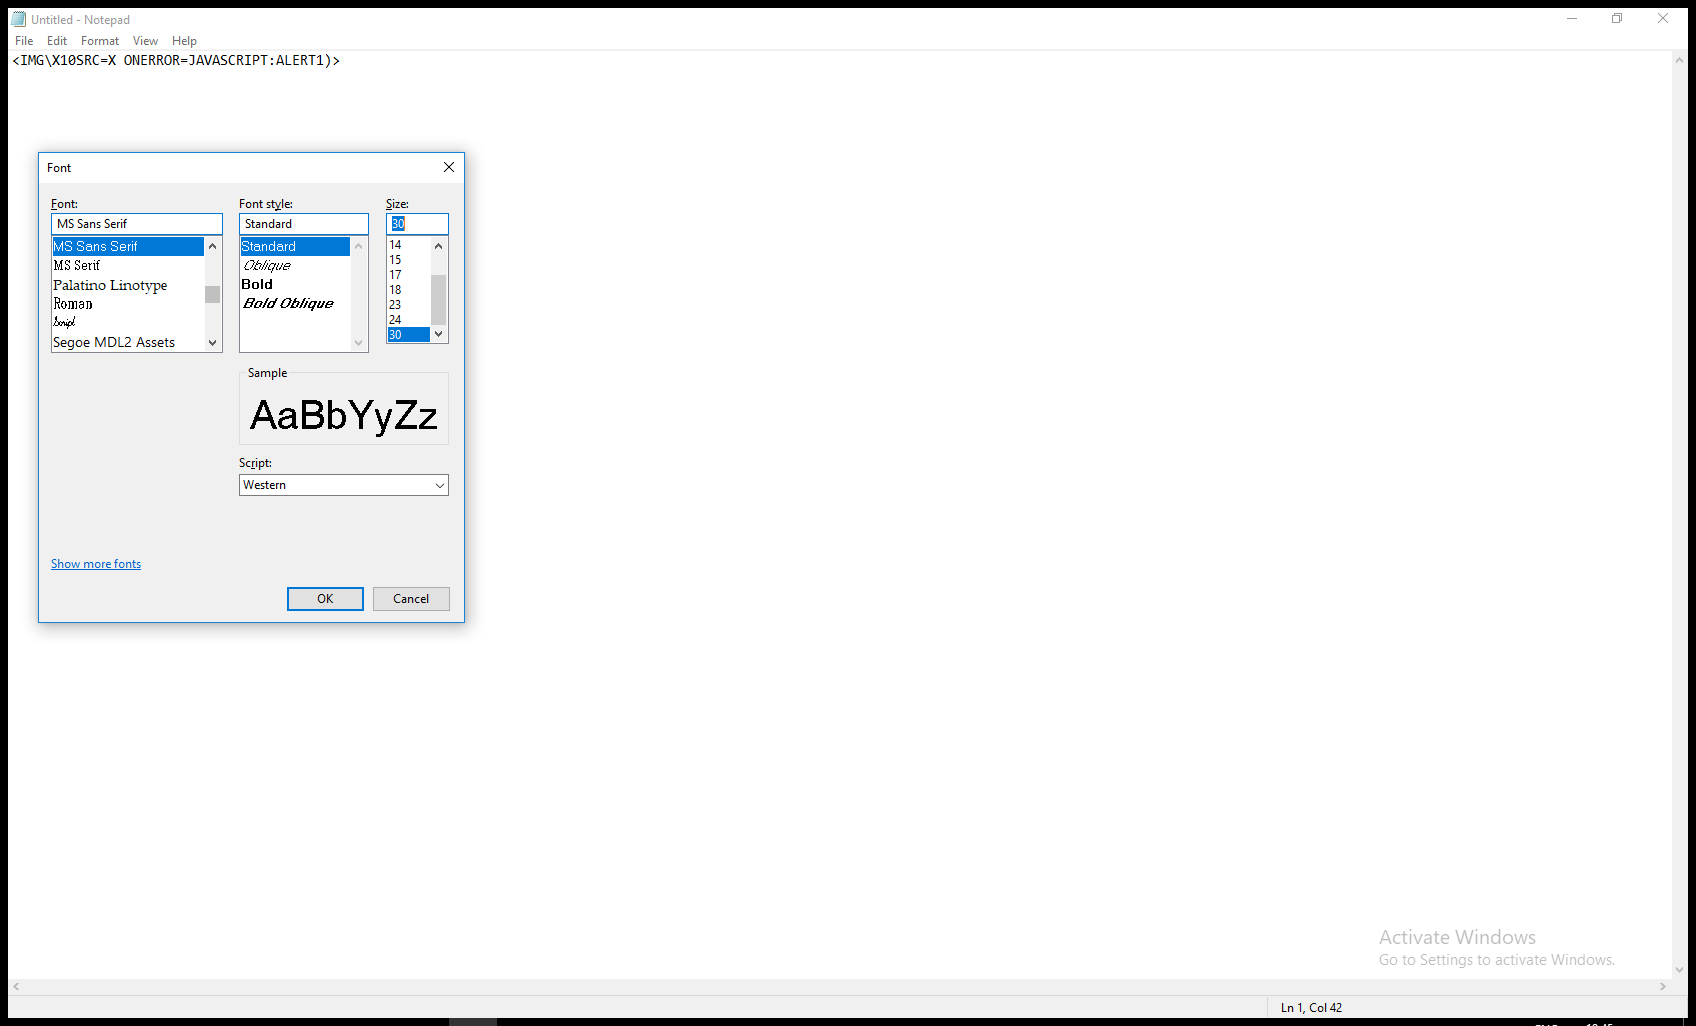 Untitled - Notepad
File Edit Format View Help
<IMG\X10SRC=X ONERROR=JAVASCRIPT:ALERT1)>
Font
Font: Font style: Size:
MS Sans Serif Standard 30
MS Sans Serif
MS Serif
Palatino Linotype
Roman
Script
Segoe MDL2 Assets
Standard
Oblique
Bold
Bold Oblique
14
15
17
18
23
24
30
Sample
AaBbYyZz
Script:
Western
Show more fonts
OK Cancel
Activate Windows
Go to Settings to activate Windows.
Ln 1, Col 42